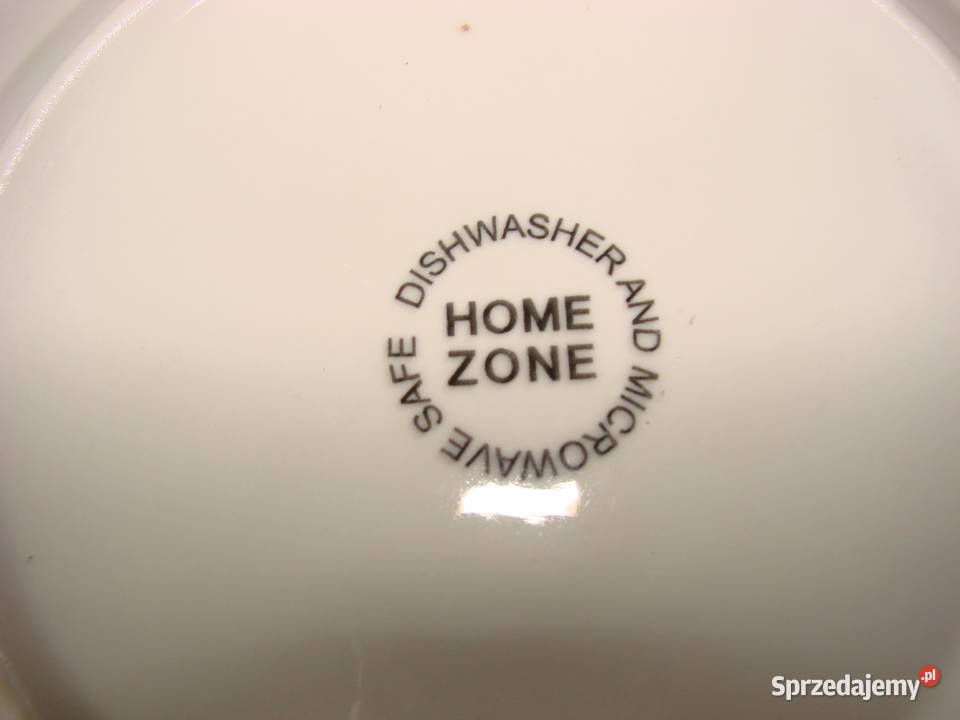 DISHWASHER AND MICROWAVE SAFE
HOME
ZONE
Sprzedajemy.pl